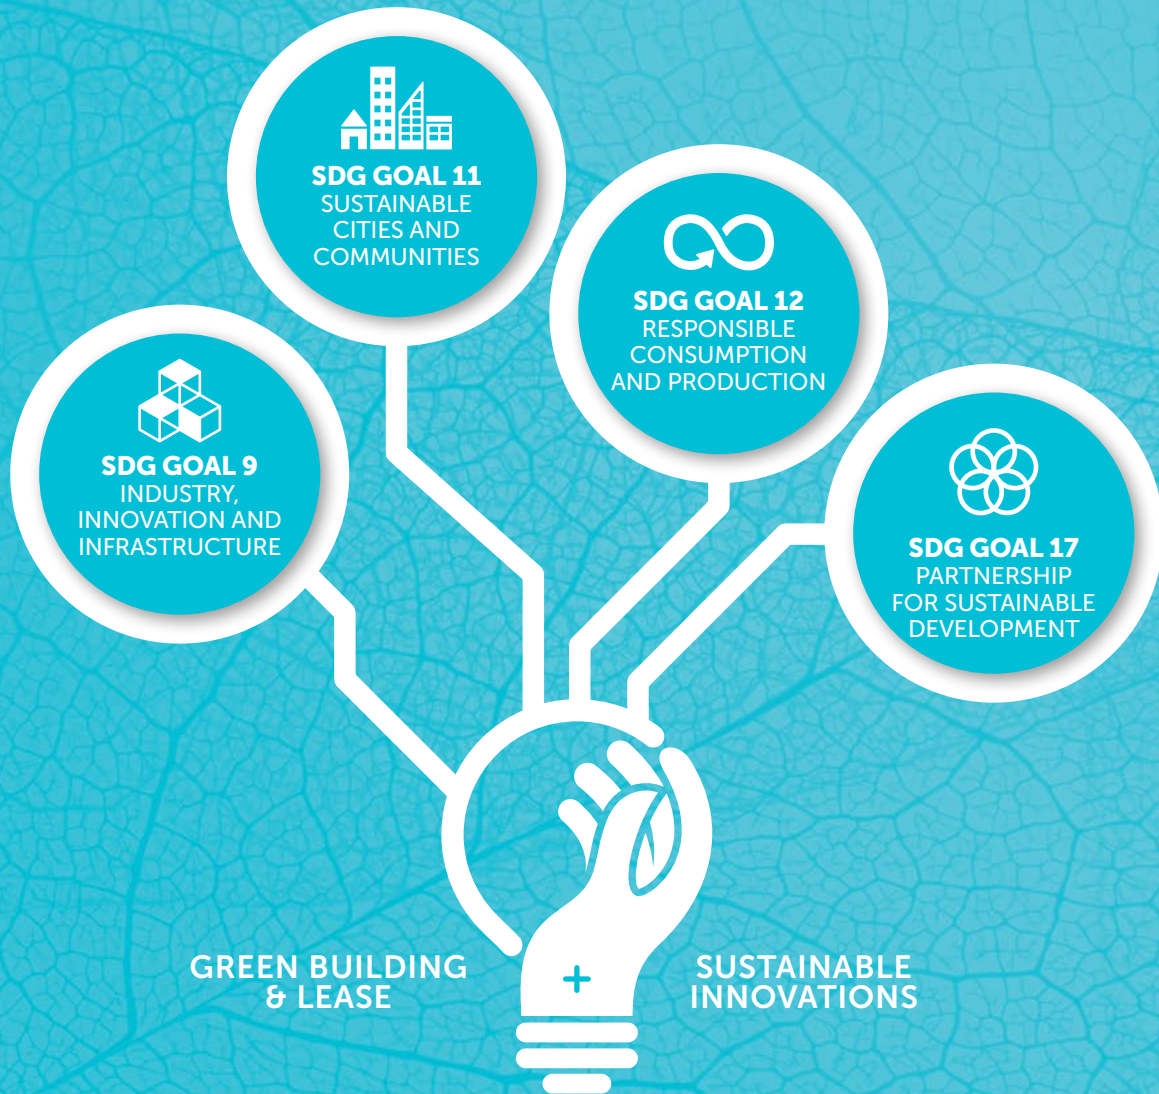 SDG GOAL 11
SUSTAINABLE
CITIES AND
COMMUNITIES
SDG GOAL 12
RESPONSIBLE
CONSUMPTION
AND PRODUCTION
SDG GOAL 9
INDUSTRY,
INNOVATION AND
INFRASTRUCTURE
SDG GOAL 17
PARTNERSHIP
FOR SUSTAINABLE
DEVELOPMENT
GREEN BUILDING
& LEASE
+
SUSTAINABLE
INNOVATIONS